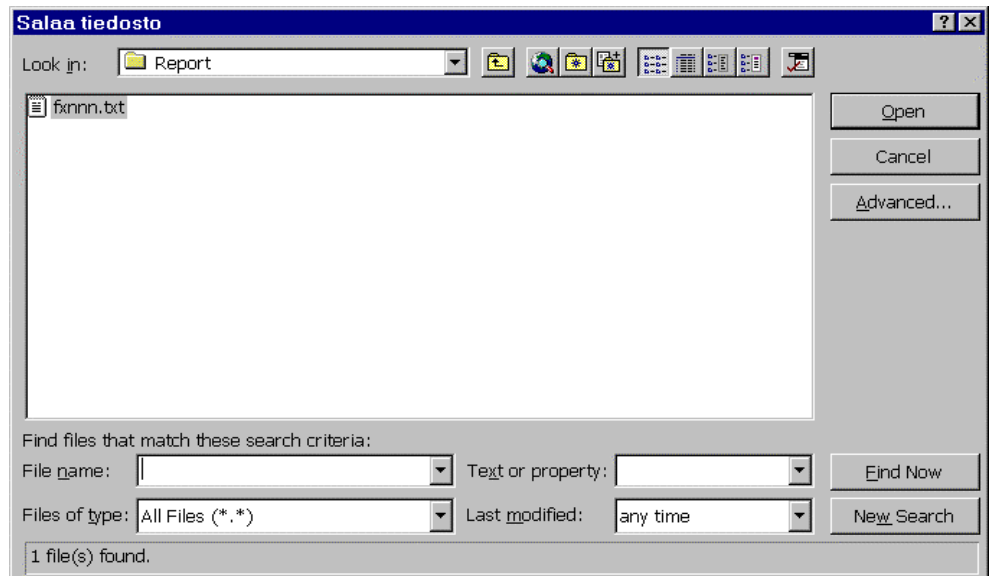 Salaa tiedosto
Look in: Report
fxnnn.txt
Open
Cancel
Advanced...
Find files that match these search criteria:
File name: Text or property: Find Now
Files of type: All Files (*.*) Last modified: any time New Search
1 file(s) found.